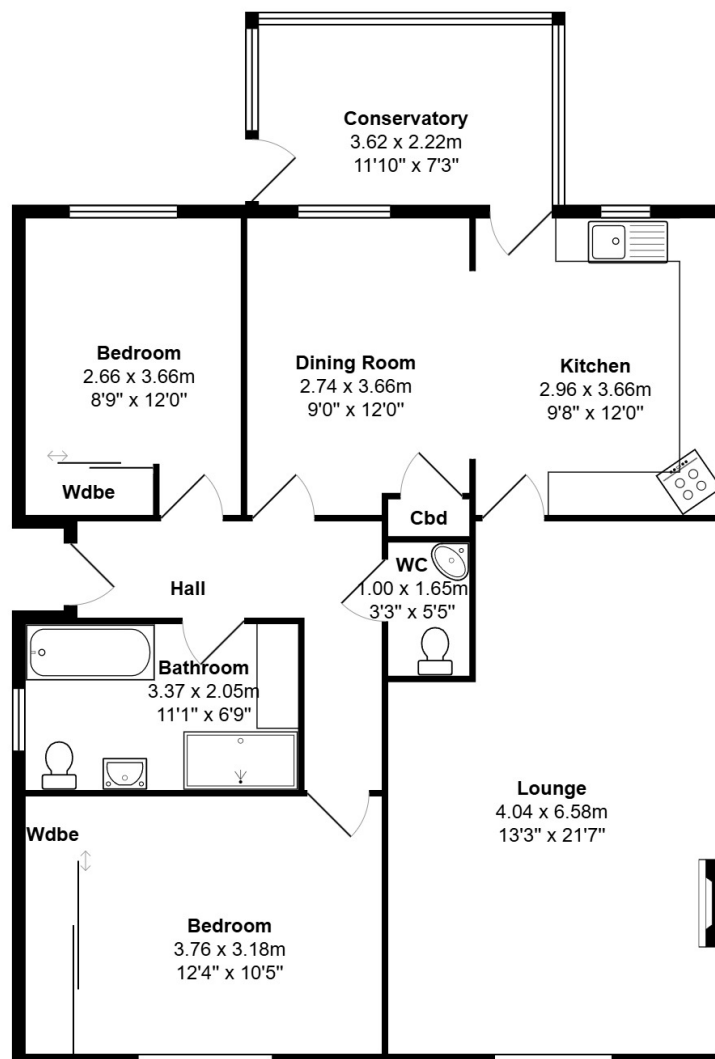 Conservatory
3.62 x 2.22m
11'10" x 7'3"
Bedroom
2.66 x 3.66m
8'9" x 12'0"
Wdbe
Dining Room
2.74 x 3.66m
9'0" x 12'0"
Kitchen
2.96 x 3.66m
9'8" x 12'0"
Cbd
WC
1.00 x 1.65m
3'3" x 5'5"
Hall
Bathroom
3.37 x 2.05m
11'1" x 6'9"
Lounge
4.04 x 6.58m
13'3" x 21'7"
Wdbe
Bedroom
3.76 x 3.18m
12'4" x 10'5"